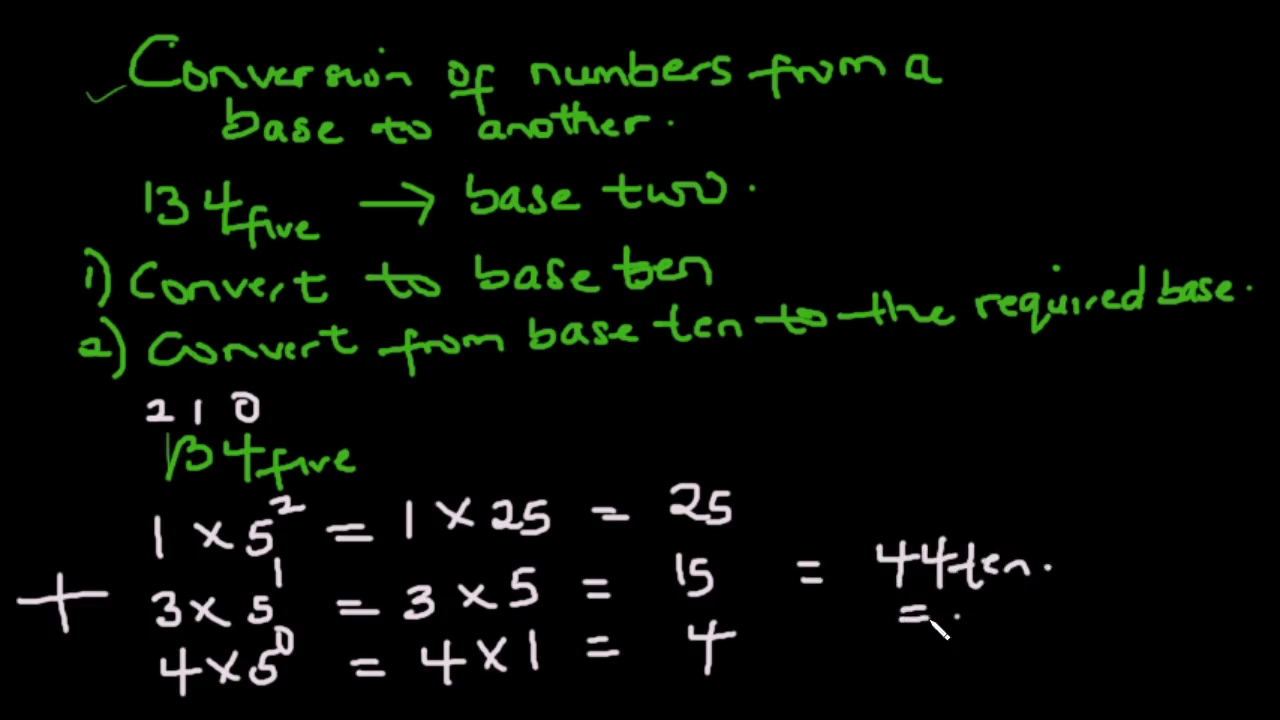 Conversion of numbers from a
base to another.
134five → base two.
1) Convert to base ten
2) Convert from base ten to the required base.
2 1 0
134five
1 × 5² = 1 × 25 = 25
+ 3 × 5¹ = 3 × 5 = 15 = 44ten.
4 × 5⁰ = 4 × 1 = 4